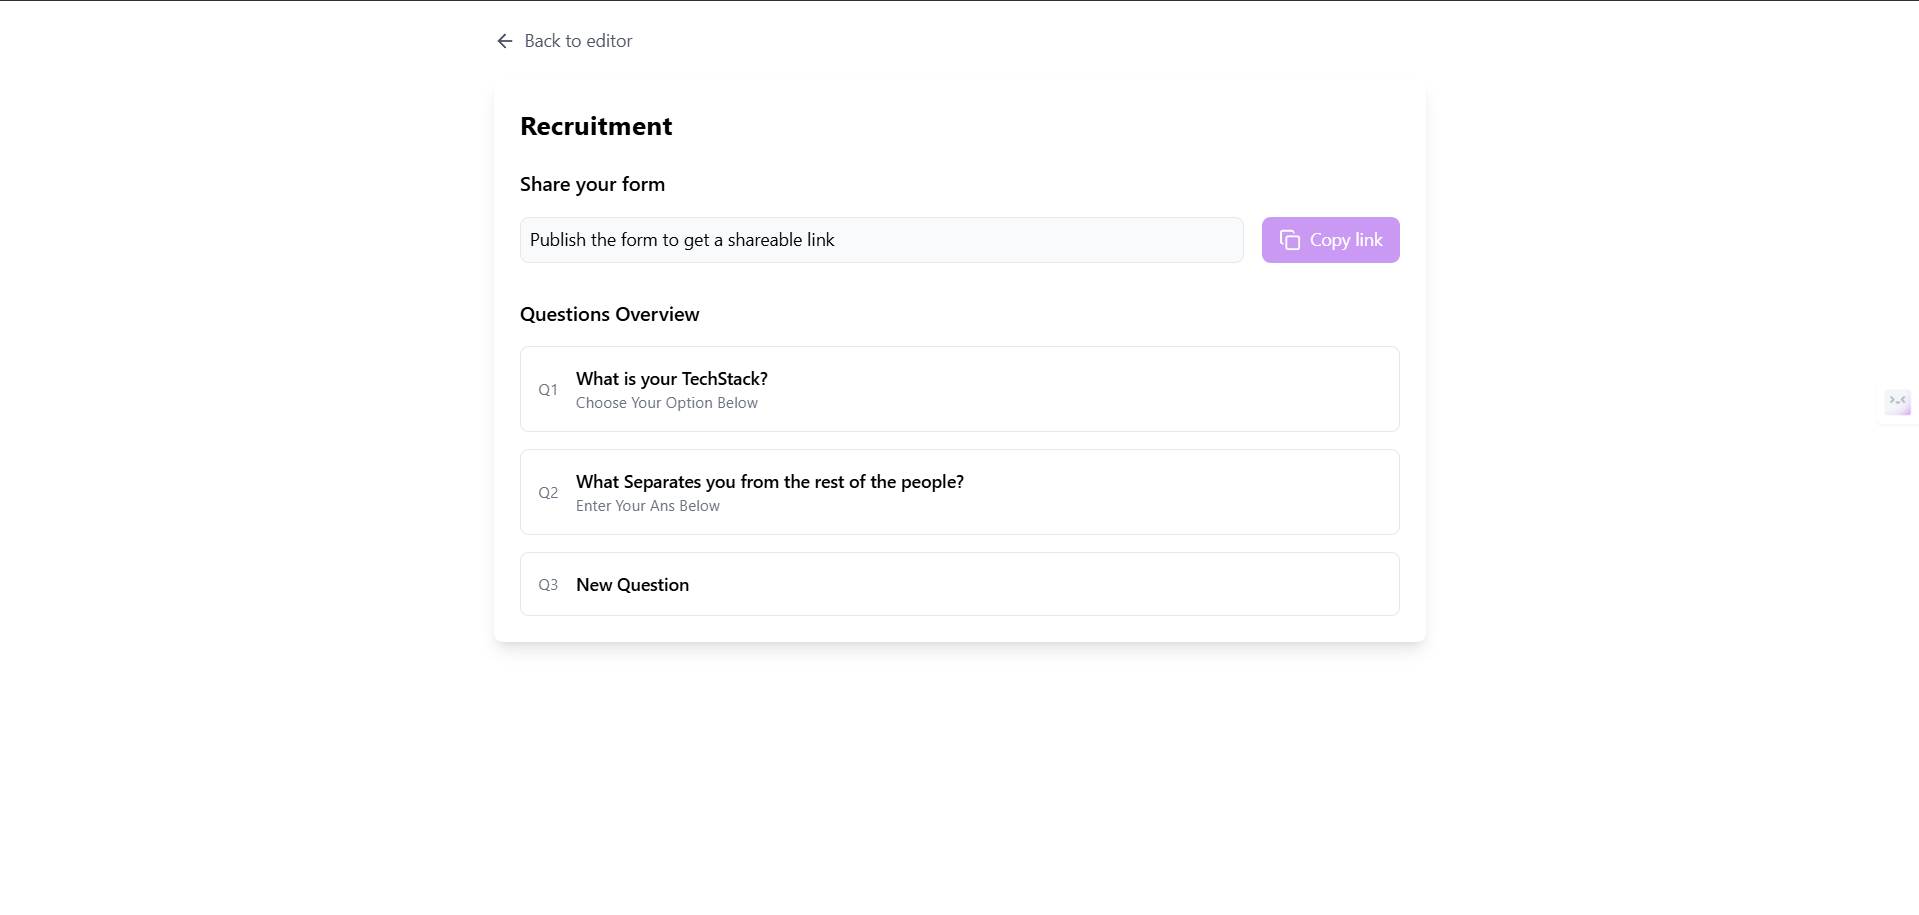 Back to editor
Recruitment
Share your form
Publish the form to get a shareable link
Copy link
Questions Overview
Q1
What is your TechStack?
Choose Your Option Below
Q2
What Separates you from the rest of the people?
Enter Your Ans Below
Q3
New Question